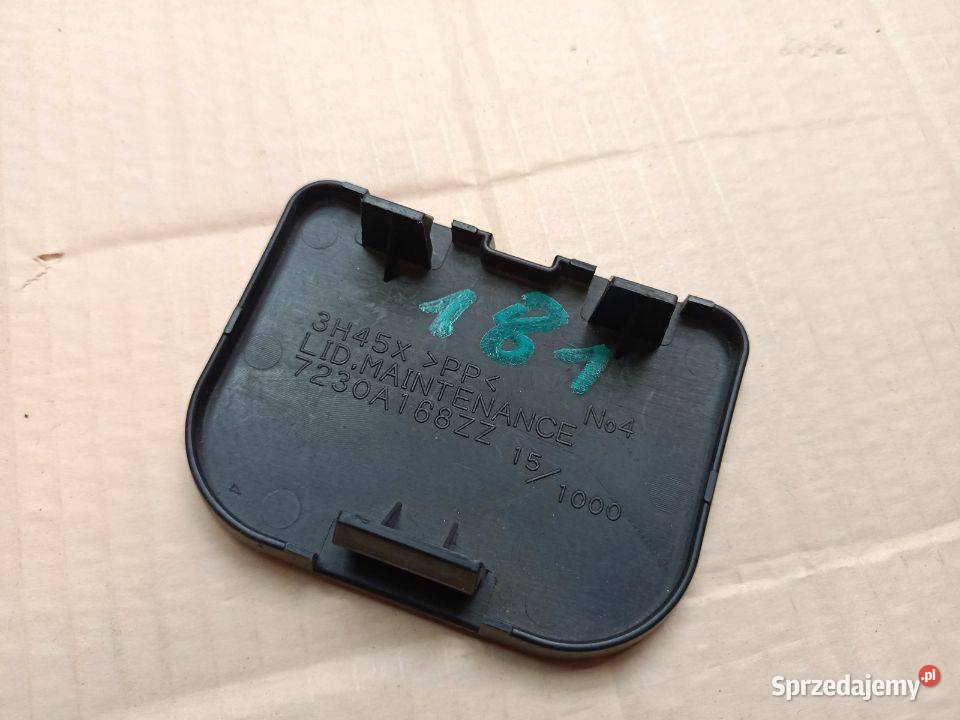 181
3H45X >PP<
LID.MAINTENANCE No4
7230A168ZZ 15/1000
Sprzedajemy.pl